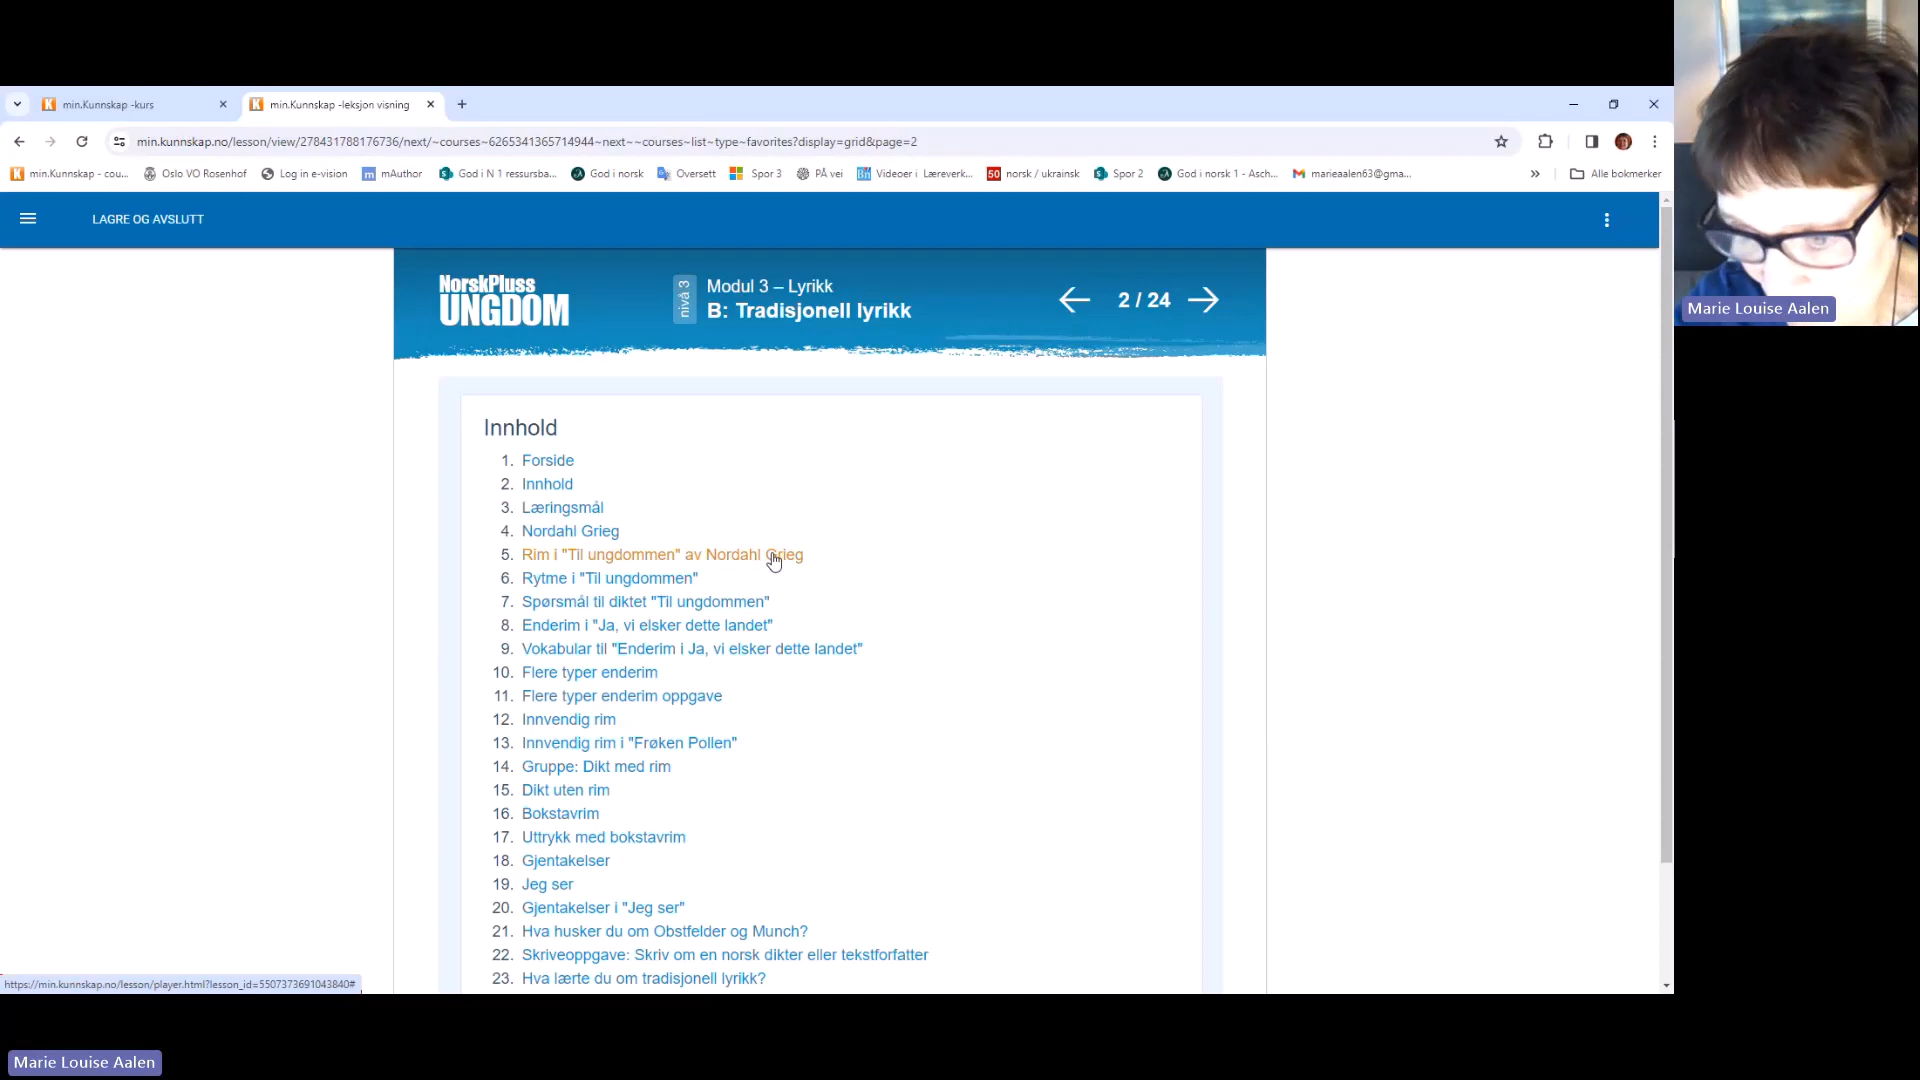 min.Kunnskap -kurs
min.Kunnskap -leksjon visning
min.kunnskap.no/lesson/view/278431788176736/next/~courses~6265341365714944~next~~courses~list~type~favorites?display=grid&page=2
min.Kunnskap - cou...
Oslo VO Rosenhof
Log in e-vision
mAuthor
God i N 1 ressursba...
God i norsk
Oversett
Spor 3
PÅ vei
Videoer i Læreverk...
norsk / ukrainsk
Spor 2
God i norsk 1 - Asch...
marieaalen63@gma...
Alle bokmerker
LAGRE OG AVSLUTT
NorskPluss
UNGDOM
nivå 3
Modul 3 – Lyrikk
B: Tradisjonell lyrikk
2 / 24
Innhold
1. Forside
2. Innhold
3. Læringsmål
4. Nordahl Grieg
5. Rim i "Til ungdommen" av Nordahl Grieg
6. Rytme i "Til ungdommen"
7. Spørsmål til diktet "Til ungdommen"
8. Enderim i "Ja, vi elsker dette landet"
9. Vokabular til "Enderim i Ja, vi elsker dette landet"
10. Flere typer enderim
11. Flere typer enderim oppgave
12. Innvendig rim
13. Innvendig rim i "Frøken Pollen"
14. Gruppe: Dikt med rim
15. Dikt uten rim
16. Bokstavrim
17. Uttrykk med bokstavrim
18. Gjentakelser
19. Jeg ser
20. Gjentakelser i "Jeg ser"
21. Hva husker du om Obstfelder og Munch?
22. Skriveoppgave: Skriv om en norsk dikter eller tekstforfatter
23. Hva lærte du om tradisjonell lyrikk?
https://min.kunnskap.no/lesson/player.html?lesson_id=5507373691043840#
Marie Louise Aalen
Marie Louise Aalen